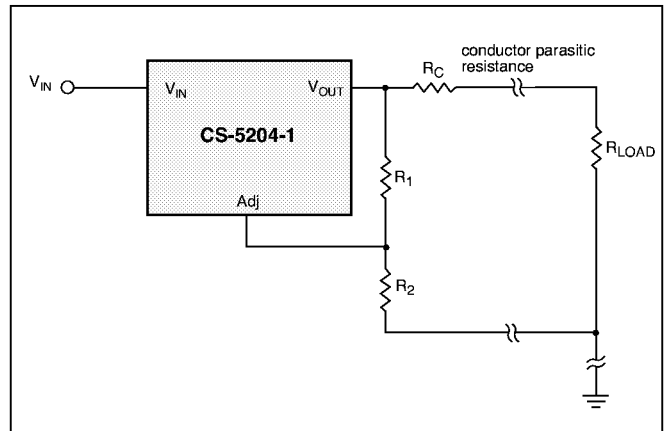 conductor parasitic
resistance
V_IN
V_IN
V_OUT
R_C
CS-5204-1
R_LOAD
R_1
Adj
R_2